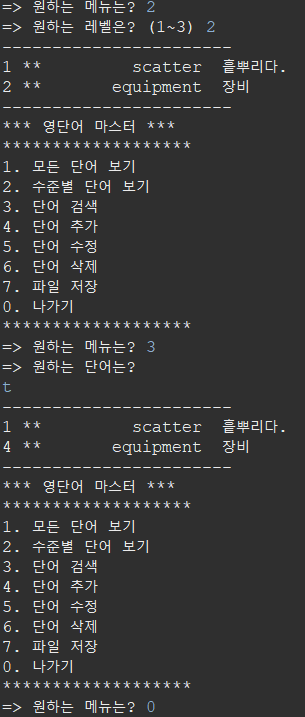 => 원하는 메뉴는? 2
=> 원하는 레벨은? (1~3) 2
-----------------------
1 ** scatter 흩뿌리다.
2 ** equipment 장비
-----------------------
*** 영단어 마스터 ***
*******************
1. 모든 단어 보기
2. 수준별 단어 보기
3. 단어 검색
4. 단어 추가
5. 단어 수정
6. 단어 삭제
7. 파일 저장
0. 나가기
*******************
=> 원하는 메뉴는? 3
=> 원하는 단어는?
t
-----------------------
1 ** scatter 흩뿌리다.
4 ** equipment 장비
-----------------------
*** 영단어 마스터 ***
*******************
1. 모든 단어 보기
2. 수준별 단어 보기
3. 단어 검색
4. 단어 추가
5. 단어 수정
6. 단어 삭제
7. 파일 저장
0. 나가기
*******************
=> 원하는 메뉴는? 0